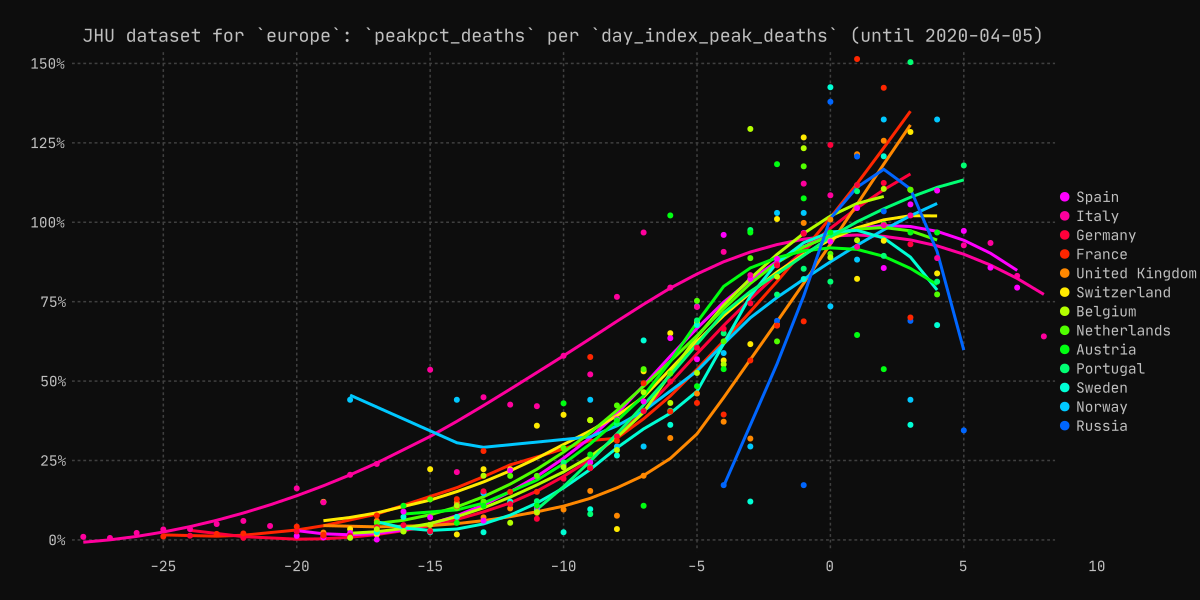 JHU dataset for `europe`: `peakpct_deaths` per `day_index_peak_deaths` (until 2020-04-05)
150%
125%
100%
75%
50%
25%
0%
-25
-20
-15
-10
-5
0
5
10
Spain
Italy
Germany
France
United Kingdom
Switzerland
Belgium
Netherlands
Austria
Portugal
Sweden
Norway
Russia